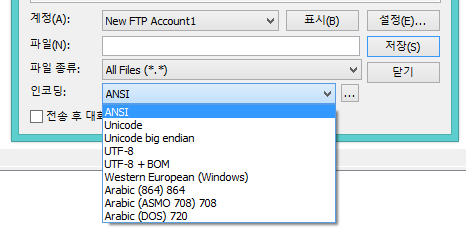 계정(A): New FTP Account1 표시(B) 설정(E)...
파일(N): 저장(S)
파일 종류: All Files (*.*) 닫기
인코딩: ANSI ...
전송 후
ANSI
Unicode
Unicode big endian
UTF-8
UTF-8 + BOM
Western European (Windows)
Arabic (864) 864
Arabic (ASMO 708) 708
Arabic (DOS) 720